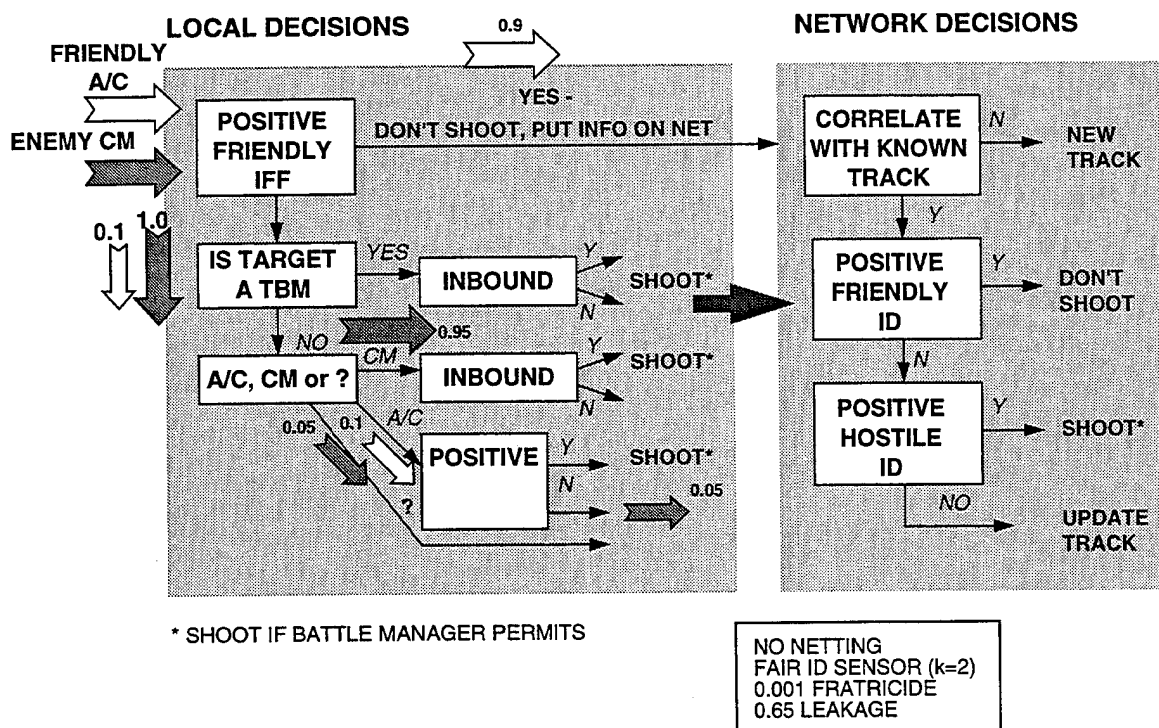 LOCAL DECISIONS
NETWORK DECISIONS
0.9
FRIENDLY
A/C
ENEMY CM
POSITIVE
FRIENDLY
IFF
YES -
DON'T SHOOT, PUT INFO ON NET
CORRELATE
WITH KNOWN
TRACK
N
NEW
TRACK
Y
0.1
1.0
IS TARGET
A TBM
YES
INBOUND
Y
N
SHOOT*
POSITIVE
FRIENDLY
ID
Y
DON'T
SHOOT
N
NO
0.95
A/C, CM or ?
CM
INBOUND
Y
N
SHOOT*
POSITIVE
HOSTILE
ID
Y
SHOOT*
NO
UPDATE
TRACK
0.05
0.1
A/C
?
POSITIVE
Y
N
SHOOT*
0.05
* SHOOT IF BATTLE MANAGER PERMITS
NO NETTING
FAIR ID SENSOR (k=2)
0.001 FRATRICIDE
0.65 LEAKAGE